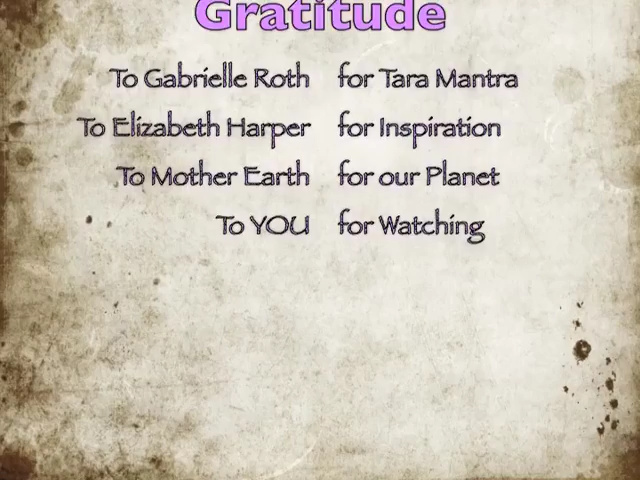 Gratitude
To Gabrielle Roth for Tara Mantra
To Elizabeth Harper for Inspiration
To Mother Earth for our Planet
To YOU for Watching